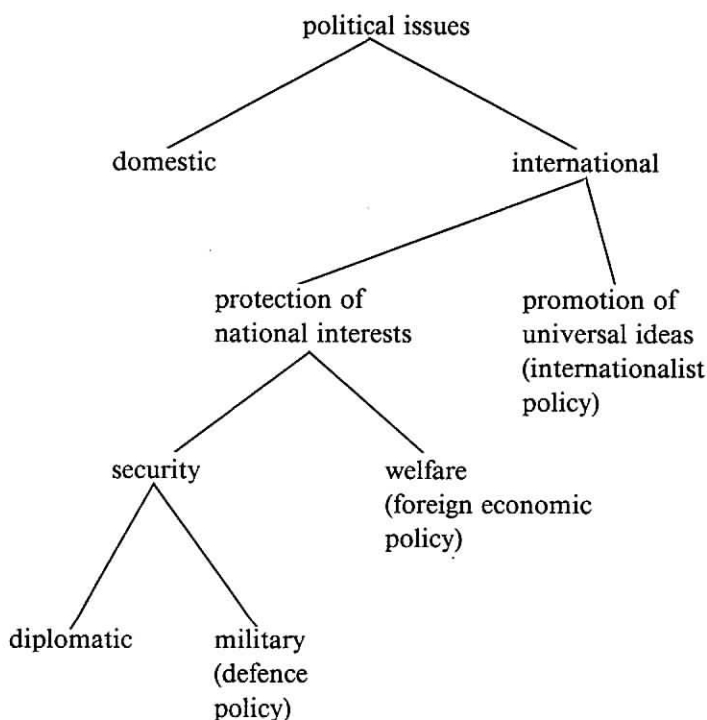 political issues
domestic
international
protection of
national interests
promotion of
universal ideas
(internationalist
policy)
security
welfare
(foreign economic
policy)
diplomatic
military
(defence
policy)